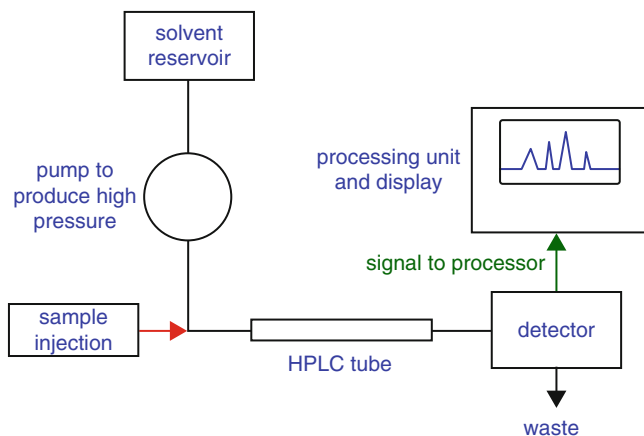 solvent
reservoir
pump to
produce high
pressure
processing unit
and display
signal to processor
sample
injection
HPLC tube
detector
waste